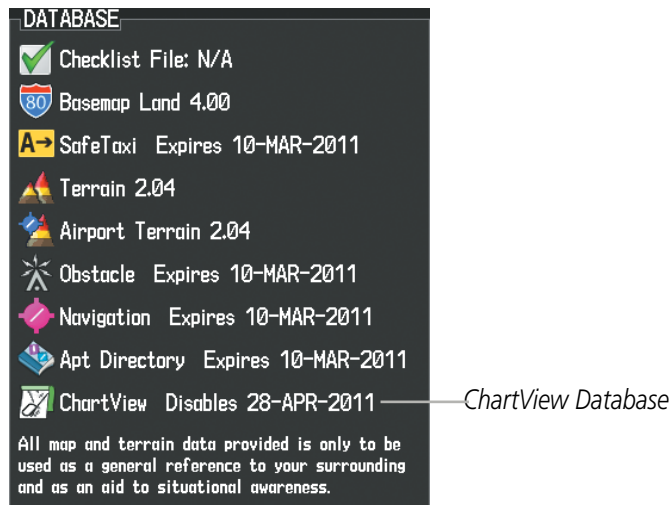 DATABASE
Checklist File: N/A
80 Basemap Land 4.00
A→ SafeTaxi Expires 10-MAR-2011
Terrain 2.04
Airport Terrain 2.04
Obstacle Expires 10-MAR-2011
Navigation Expires 10-MAR-2011
Apt Directory Expires 10-MAR-2011
ChartView Disables 28-APR-2011 ChartView Database
All map and terrain data provided is only to be
used as a general reference to your surrounding
and as an aid to situational awareness.